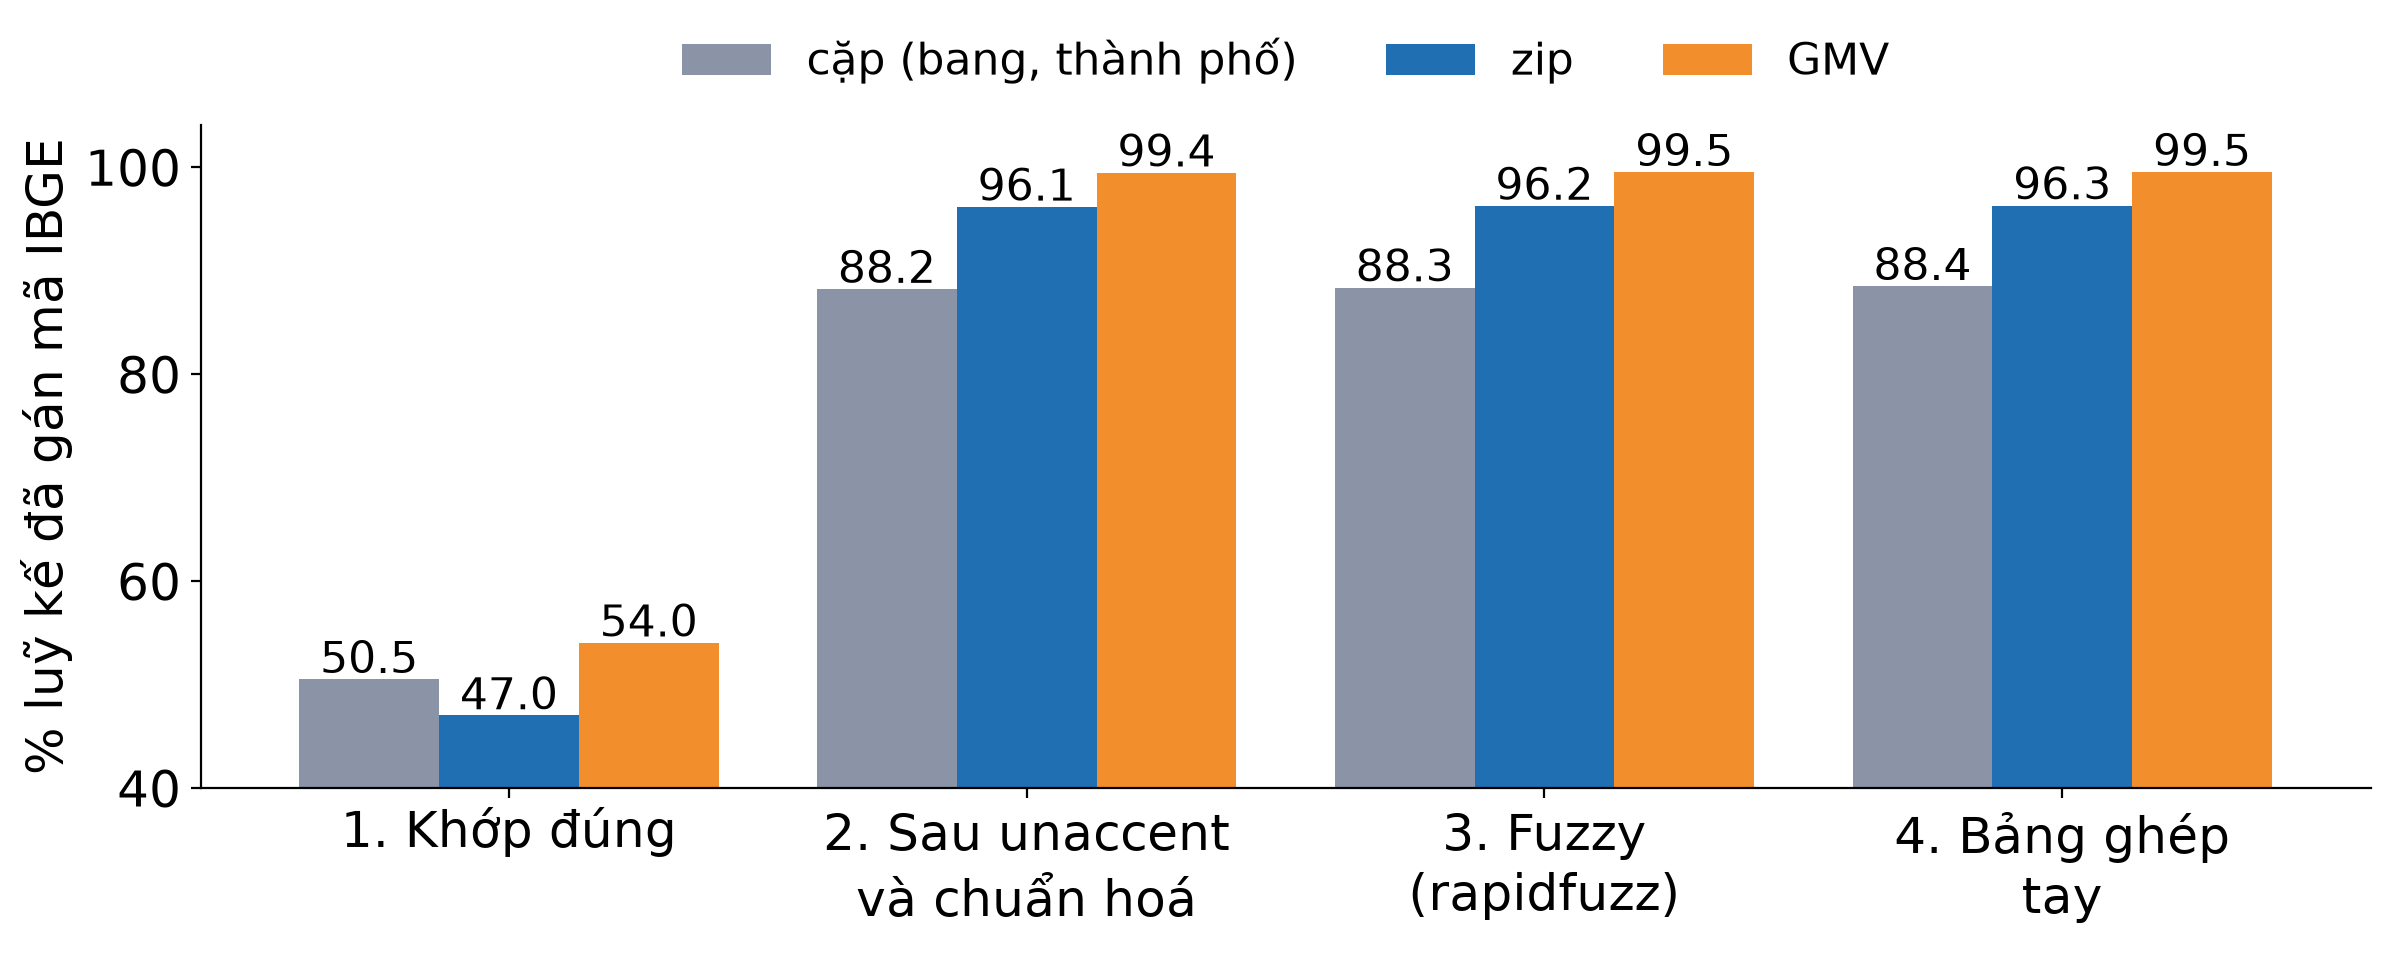 cặp (bang, thành phố) zip GMV
% luỹ kế đã gán mã IBGE
100
80
60
40
50.5 47.0 54.0
88.2 96.1 99.4
88.3 96.2 99.5
88.4 96.3 99.5
1. Khớp đúng
2. Sau unaccent
và chuẩn hoá
3. Fuzzy
(rapidfuzz)
4. Bảng ghép
tay